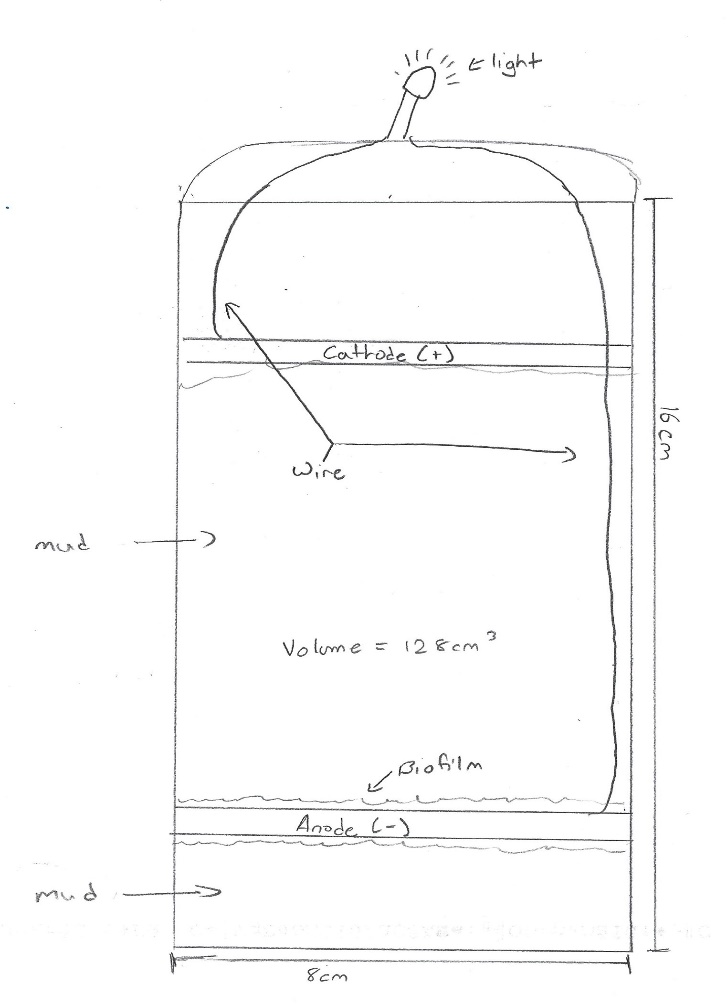 ← light
Cathode (+)
16cm
wire
mud
Volume = 128cm³
Biofilm
Anode (-)
mud
8cm